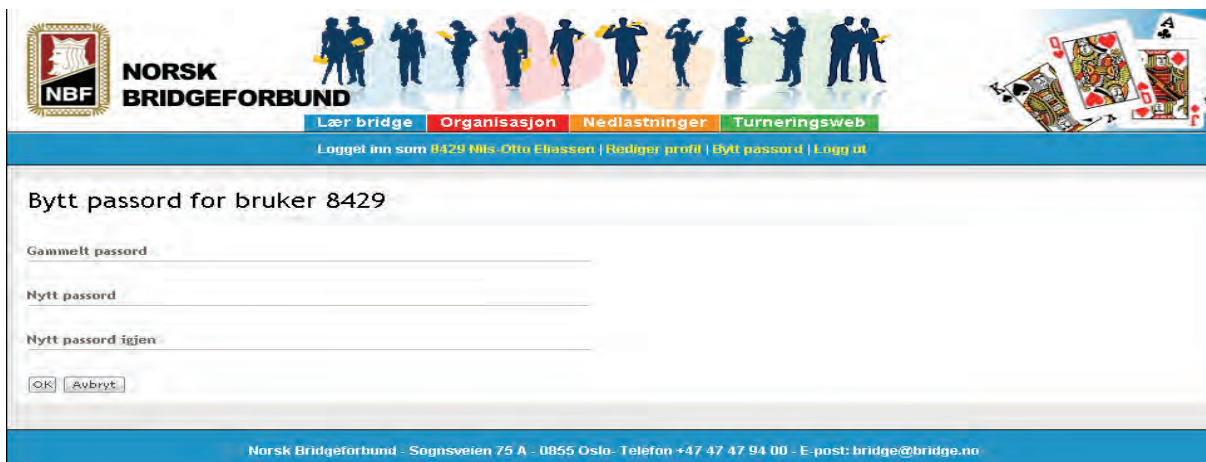 NBF
NORSK
BRIDGEFORBUND
Lær bridge Organisasjon Nedlastninger Turneringsweb
Logget inn som 8429 Nils-Otto Eliassen | Rediger profil | Bytt passord | Logg ut
Bytt passord for bruker 8429
Gammelt passord
Nytt passord
Nytt passord igjen
OK Avbryt
Norsk Bridgeforbund - Sognsveien 75 A - 0855 Oslo- Telefon +47 47 47 94 00 - E-post: bridge@bridge.no